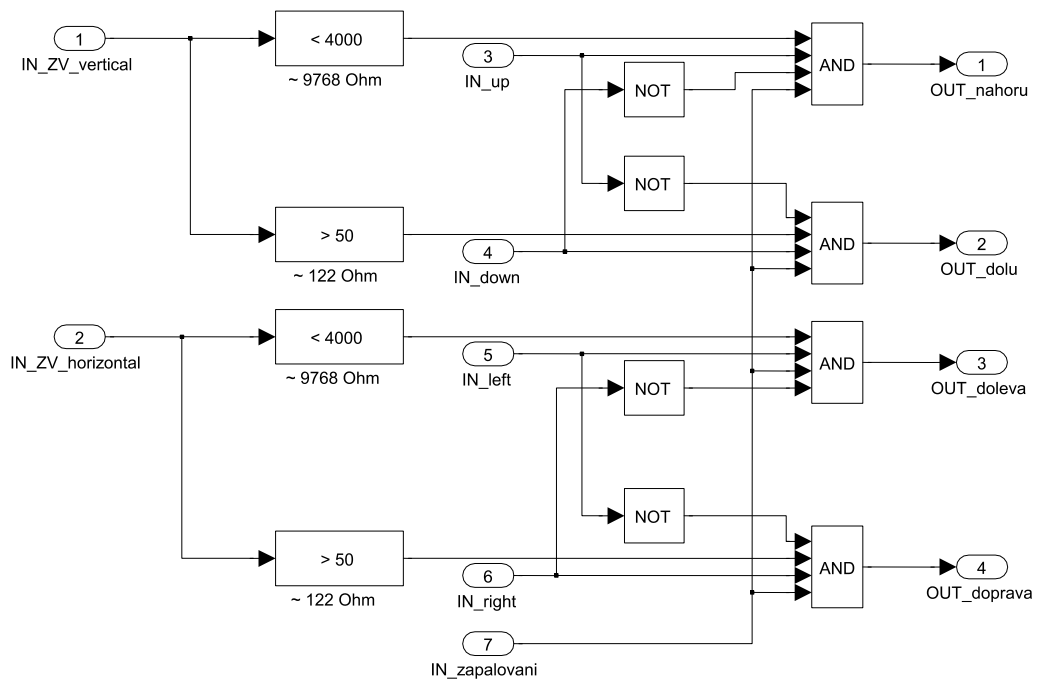 1
IN_ZV_vertical
< 4000
~ 9768 Ohm
3
IN_up
NOT
AND
1
OUT_nahoru
NOT
> 50
~ 122 Ohm
4
IN_down
AND
2
OUT_dolu
2
IN_ZV_horizontal
< 4000
~ 9768 Ohm
5
IN_left
NOT
AND
3
OUT_doleva
NOT
> 50
~ 122 Ohm
6
IN_right
AND
4
OUT_doprava
7
IN_zapalovani